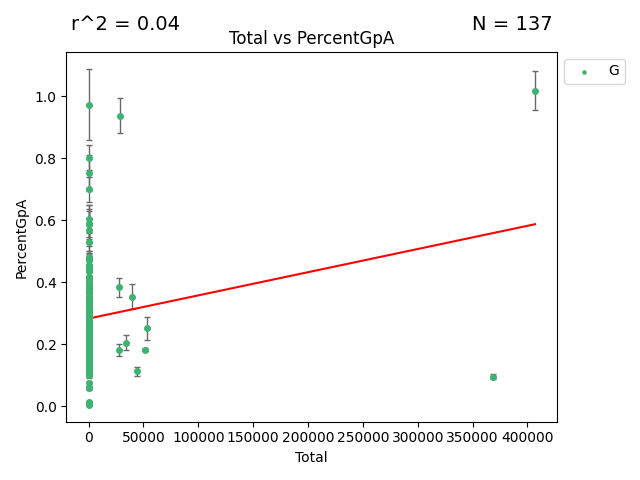 r^2 = 0.04
N = 137
Total vs PercentGpA
G
PercentGpA
1.0
0.8
0.6
0.4
0.2
0.0
0
50000
100000
150000
200000
250000
300000
350000
400000
Total